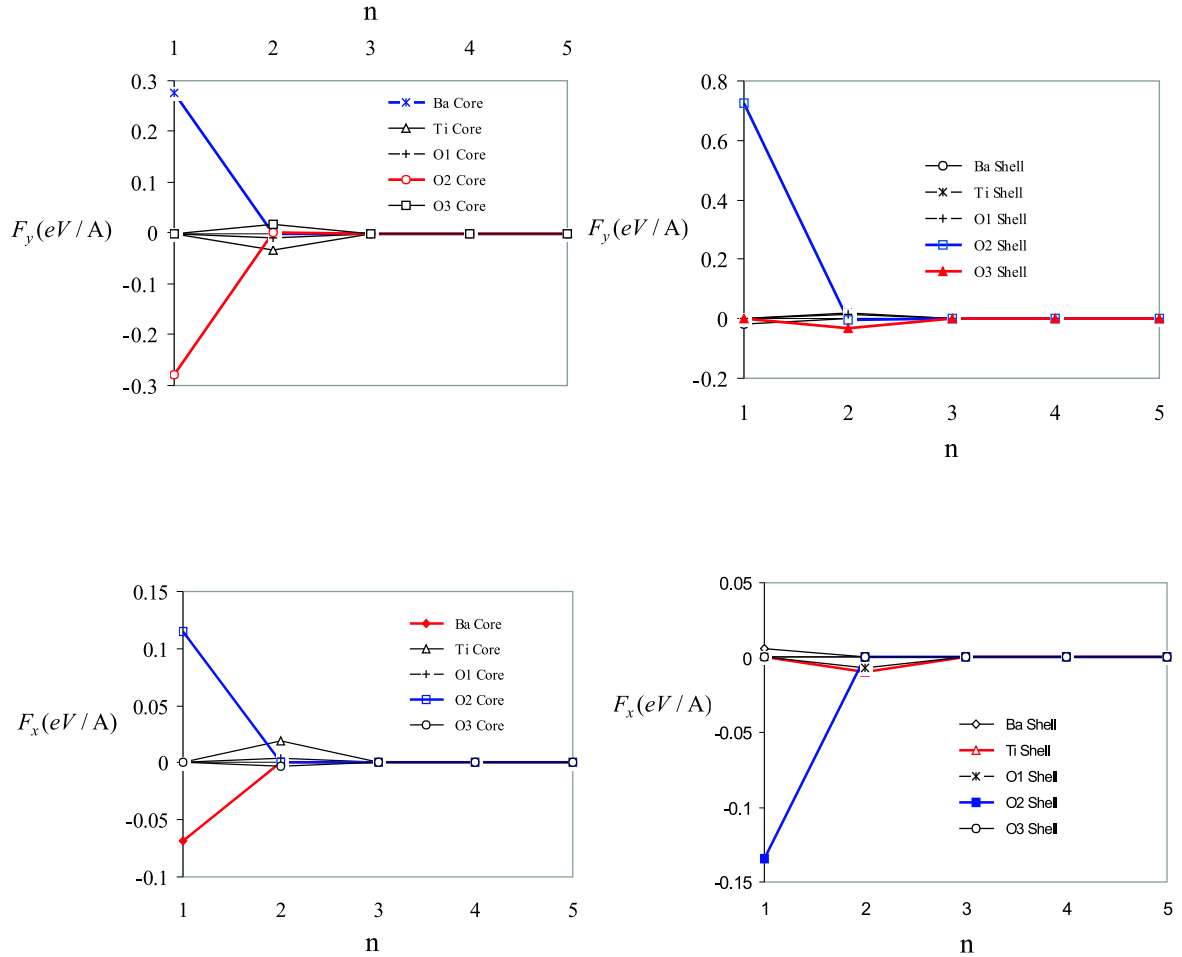 n
1 2 3 4 5
0.3
0.2
0.1
0
-0.1
-0.2
-0.3
F_y (eV / A)
Ba Core
Ti Core
O1 Core
O2 Core
O3 Core
0.8
0.6
0.4
0.2
0
-0.2
F_y (eV / A)
Ba Shell
Ti Shell
O1 Shell
O2 Shell
O3 Shell
1 2 3 4 5
n
0.15
0.1
0.05
0
-0.05
-0.1
F_x (eV / A)
Ba Core
Ti Core
O1 Core
O2 Core
O3 Core
1 2 3 4 5
n
0.05
0
-0.05
-0.1
-0.15
F_x (eV / A)
Ba Shell
Ti Shell
O1 Shell
O2 Shell
O3 Shell
1 2 3 4 5
n